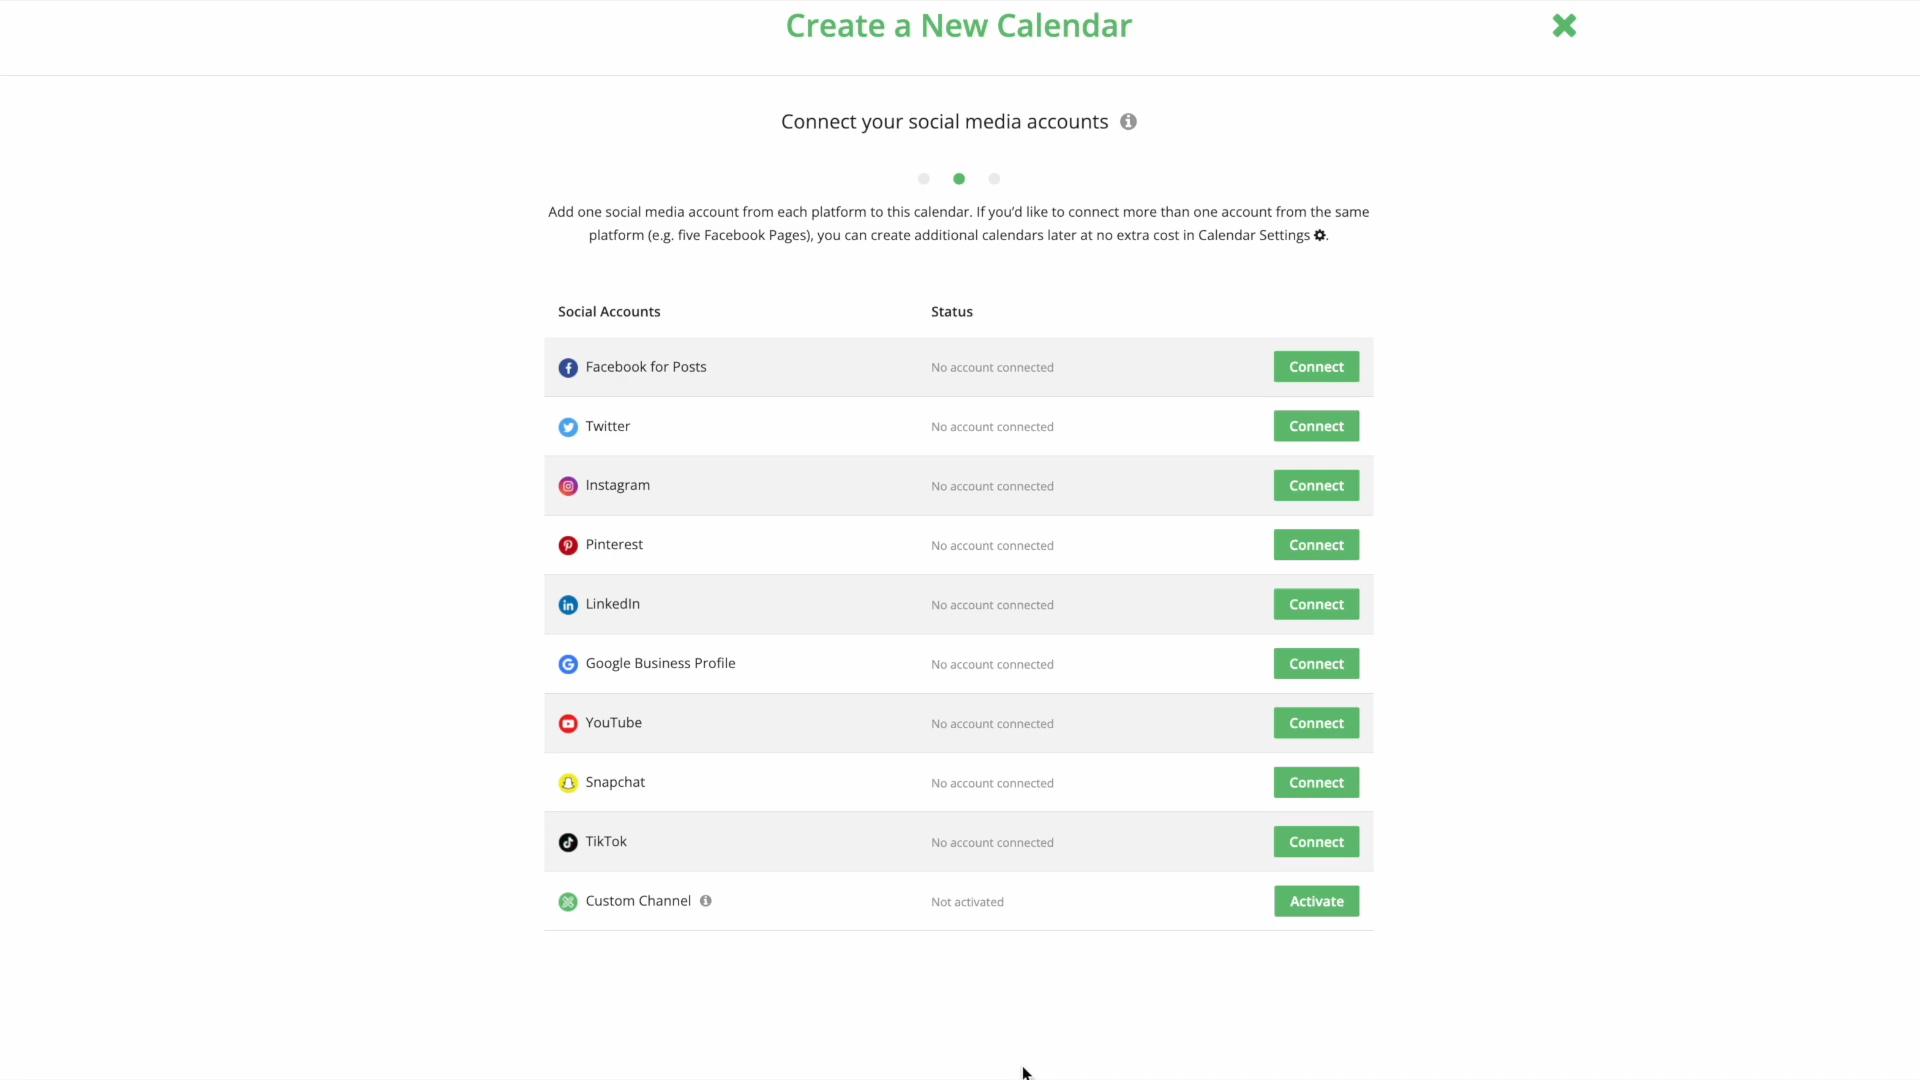 Create a New Calendar
Connect your social media accounts
Add one social media account from each platform to this calendar. If you'd like to connect more than one account from the same
platform (e.g. five Facebook Pages), you can create additional calendars later at no extra cost in Calendar Settings .
Social Accounts Status
Facebook for Posts No account connected Connect
Twitter No account connected Connect
Instagram No account connected Connect
Pinterest No account connected Connect
LinkedIn No account connected Connect
Google Business Profile No account connected Connect
YouTube No account connected Connect
Snapchat No account connected Connect
TikTok No account connected Connect
Custom Channel Not activated Activate